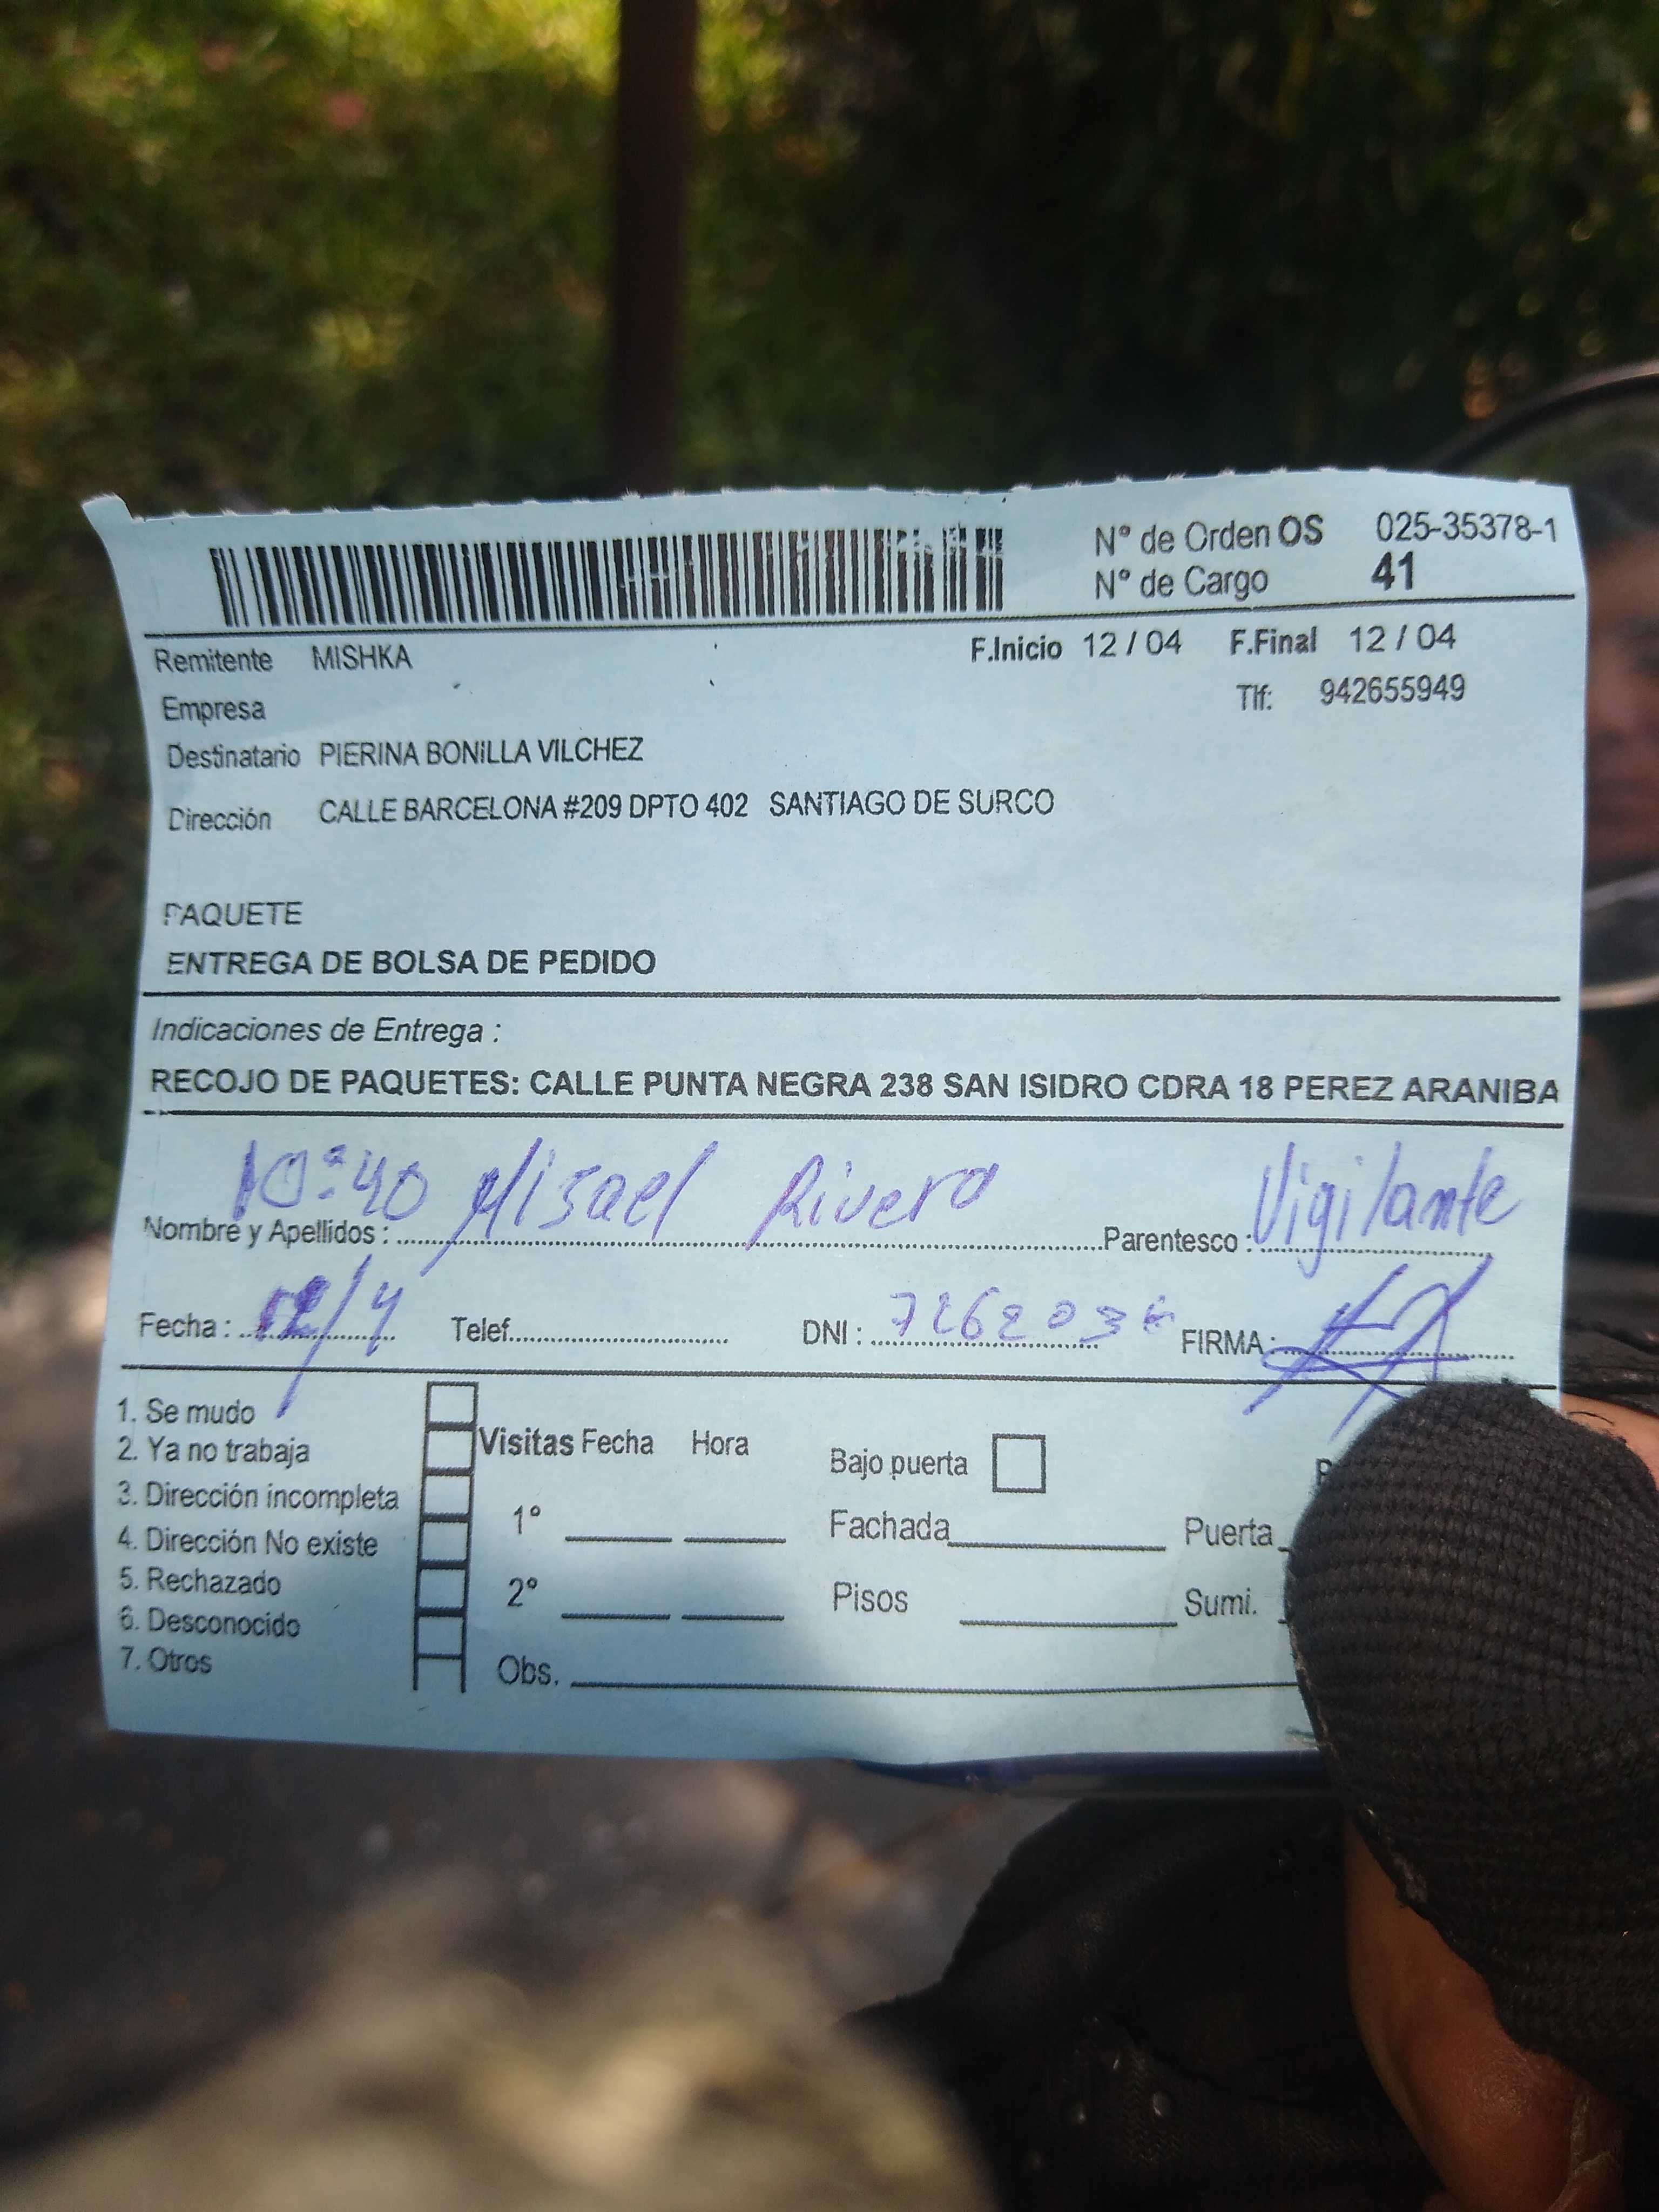 N° de Orden OS 025-35378-1
N° de Cargo 41
Remitente MISHKA F.Inicio 12 / 04 F.Final 12 / 04
Empresa Tlf: 942655949
Destinatario PIERINA BONILLA VILCHEZ
Dirección CALLE BARCELONA #209 DPTO 402 SANTIAGO DE SURCO
PAQUETE
ENTREGA DE BOLSA DE PEDIDO
Indicaciones de Entrega :
RECOJO DE PAQUETES: CALLE PUNTA NEGRA 238 SAN ISIDRO CDRA 18 PEREZ ARANIBA
10:40 Misael Rivera Vigilante
Nombre y Apellidos : Parentesco :
Fecha : 12/4 Telef. DNI : 7262036 FIRMA :
1. Se mudo
2. Ya no trabaja
3. Dirección incompleta
4. Dirección No existe
5. Rechazado
6. Desconocido
7. Otros
Visitas Fecha Hora
1°
2°
Obs.
Bajo puerta
Fachada Puerta
Pisos Sumi.